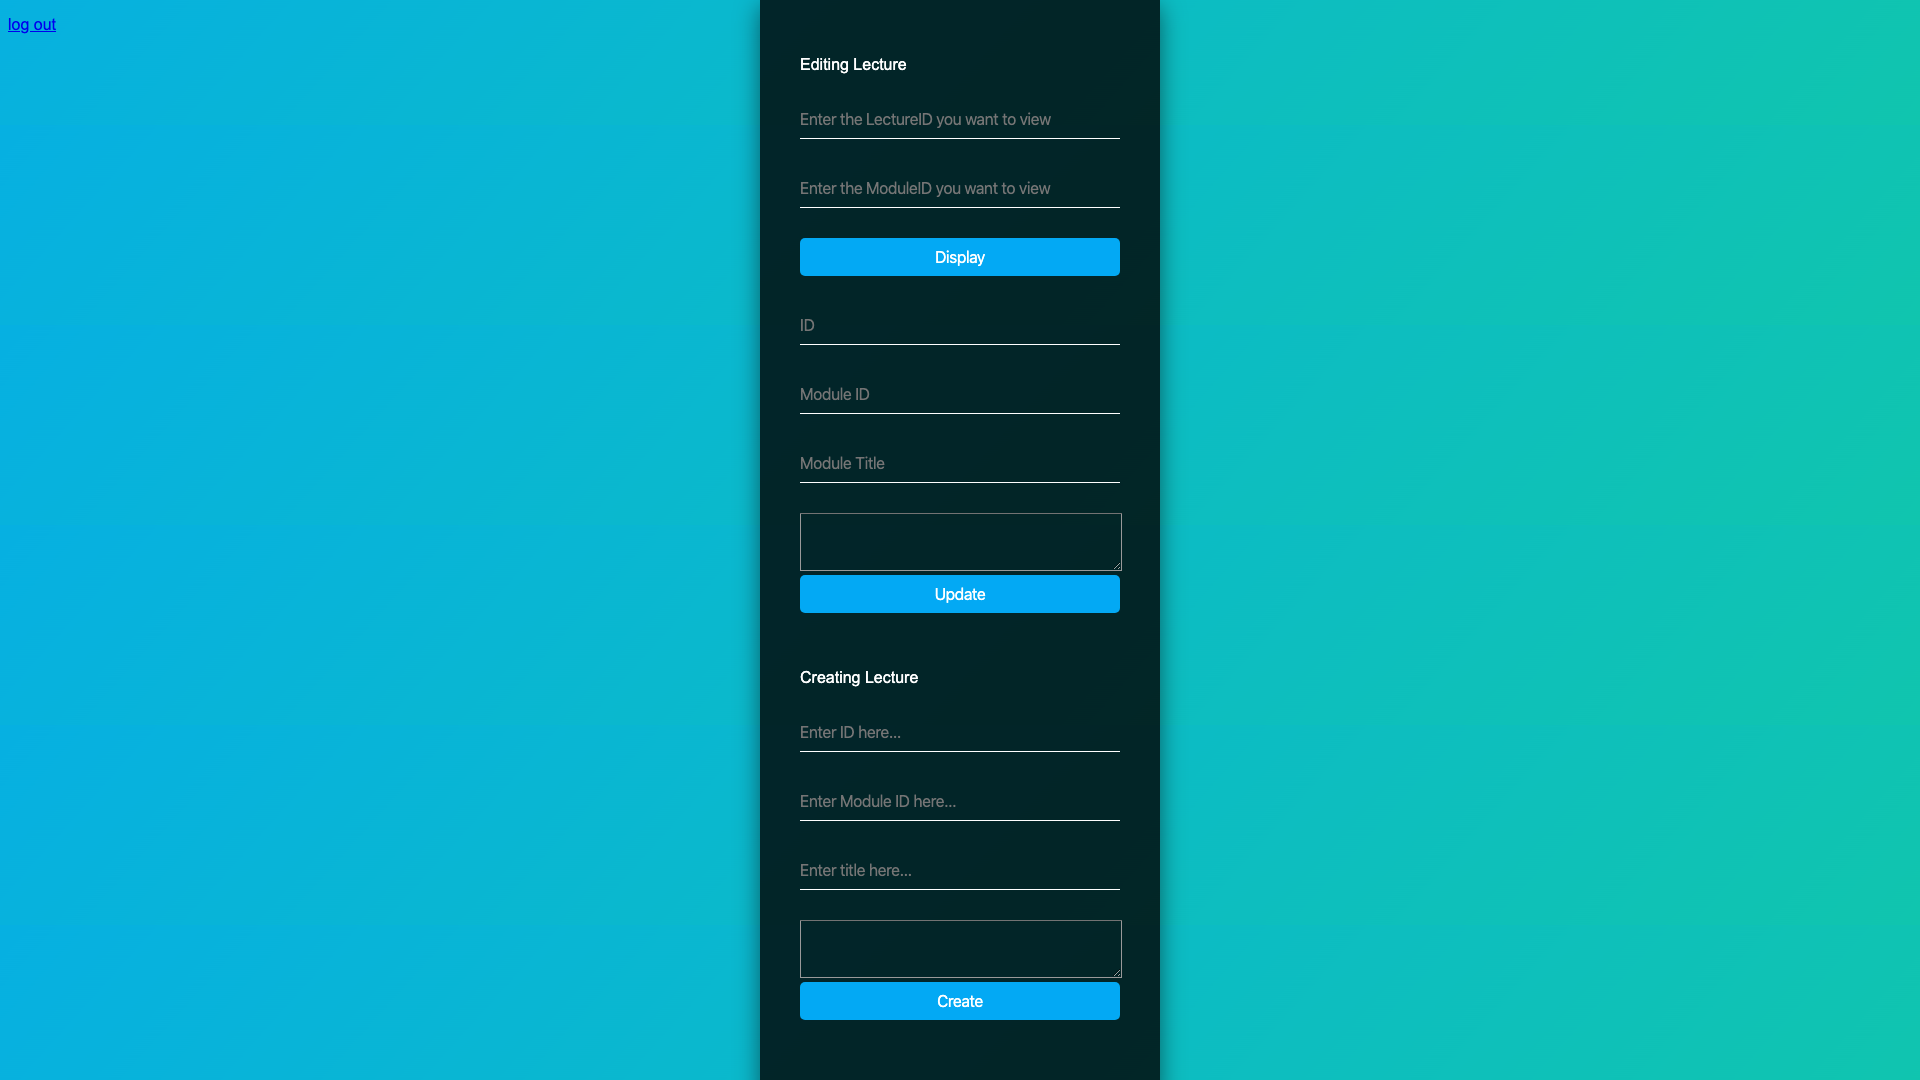 log out
Editing Lecture
Enter the LectureID you want to view
Enter the ModuleID you want to view
Display
ID
Module ID
Module Title
Update
Creating Lecture
Enter ID here...
Enter Module ID here...
Enter title here...
Create